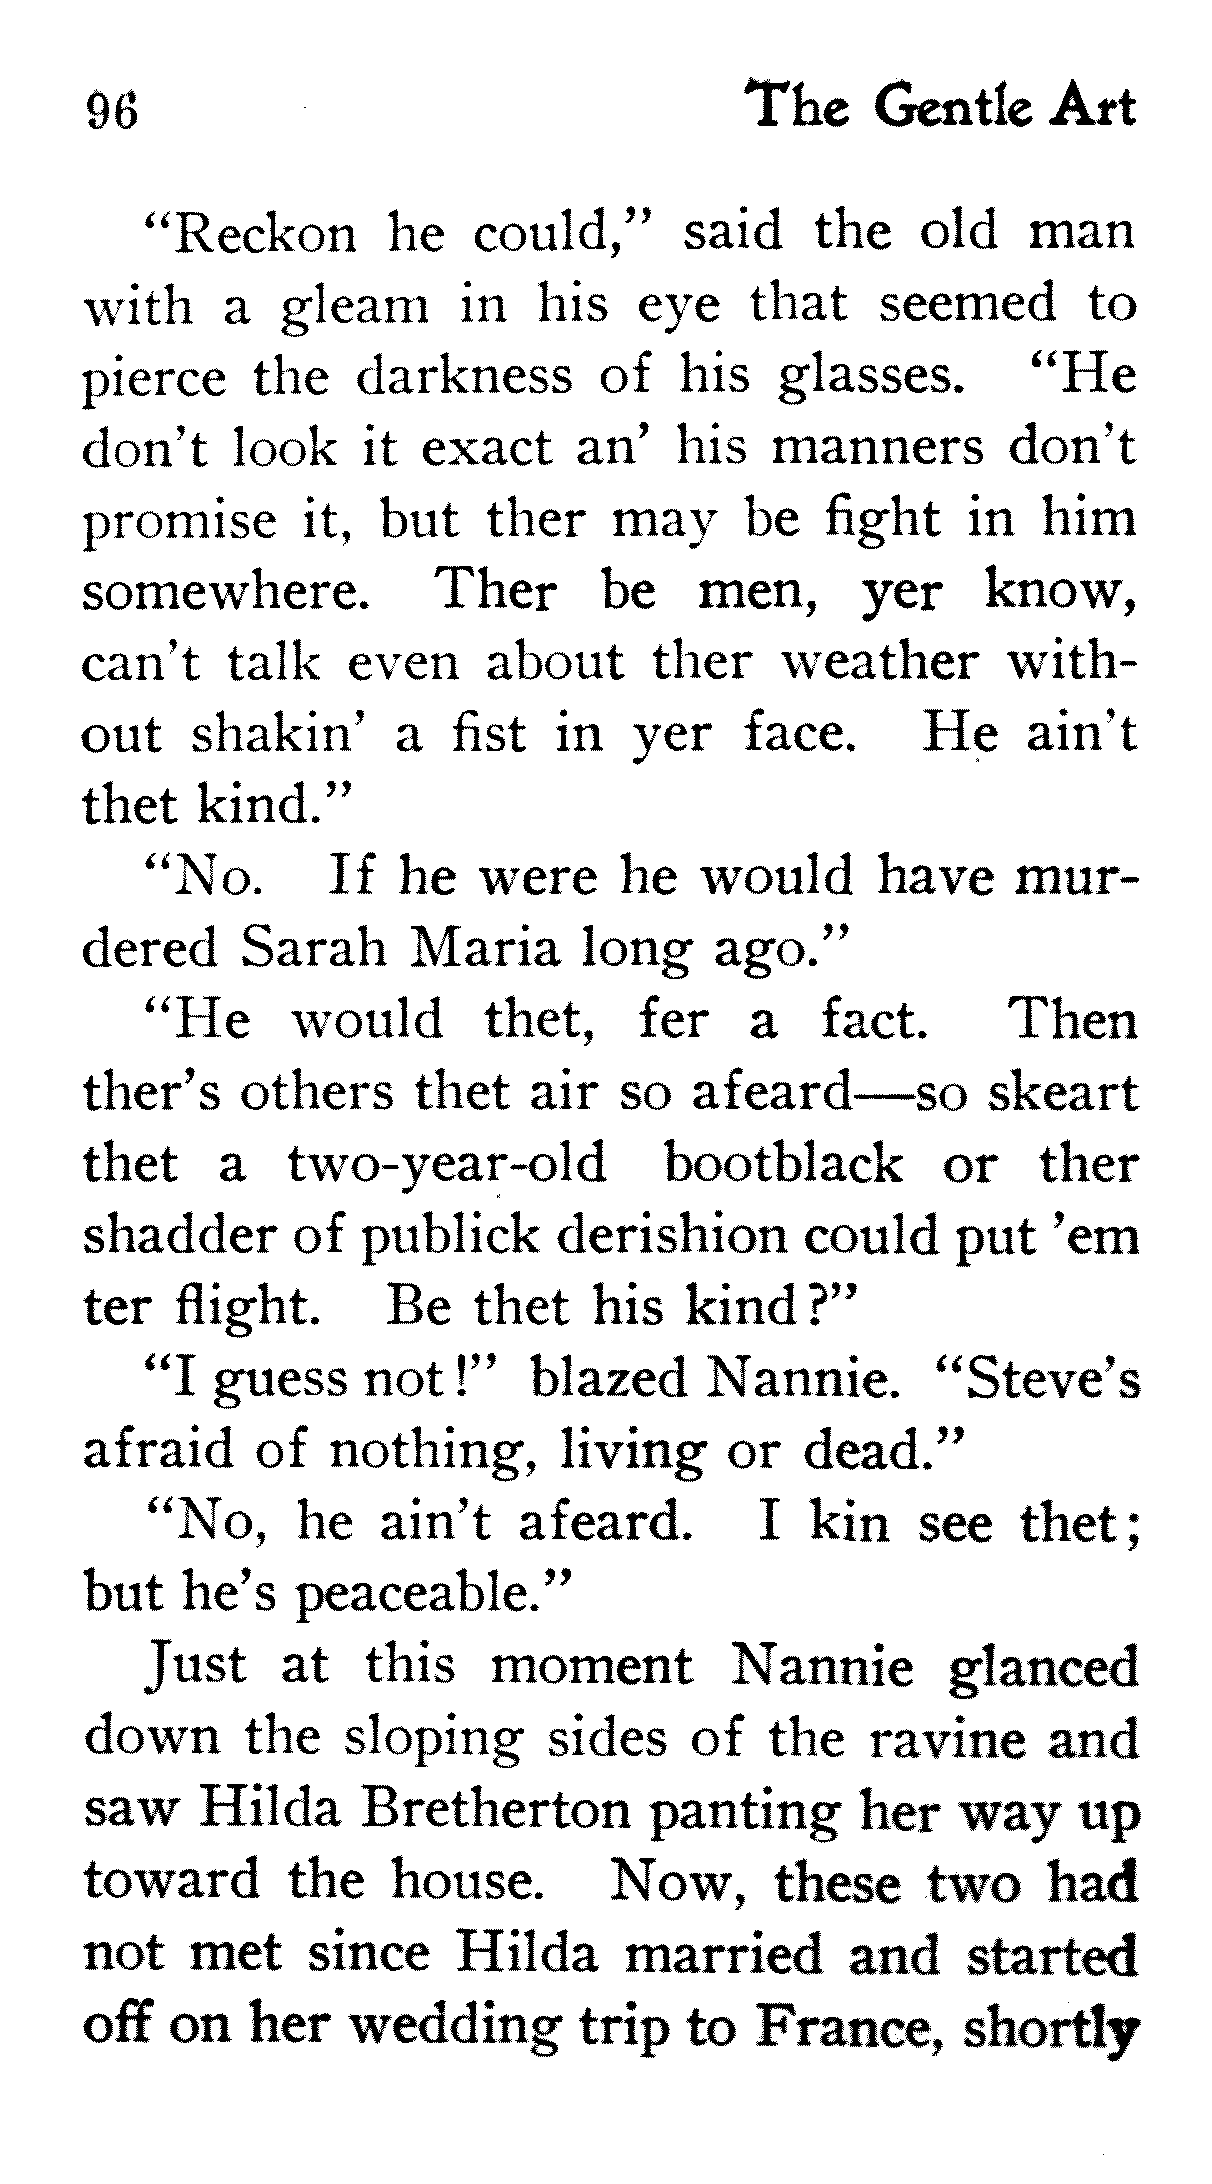 96 The Gentle Art
“Reckon he could,” said the old man
with a gleam in his eye that seemed to
pierce the darkness of his glasses. “He
don’t look it exact an’ his manners don’t
promise it, but ther may be fight in him
somewhere. Ther be men, yer know,
can’t talk even about ther weather with-
out shakin’ a fist in yer face. He ain’t
thet kind.”
“No. If he were he would have mur-
dered Sarah Maria long ago.”
“He would thet, fer a fact. Then
ther’s others thet air so afeard—so skeart
thet a two-year-old bootblack or ther
shadder of publick derishion could put ’em
ter flight. Be thet his kind?”
“I guess not!” blazed Nannie. “Steve’s
afraid of nothing, living or dead.”
“No, he ain’t afeard. I kin see thet;
but he’s peaceable.”
Just at this moment Nannie glanced
down the sloping sides of the ravine and
saw Hilda Bretherton panting her way up
toward the house. Now, these two had
not met since Hilda married and started
off on her wedding trip to France, shortly